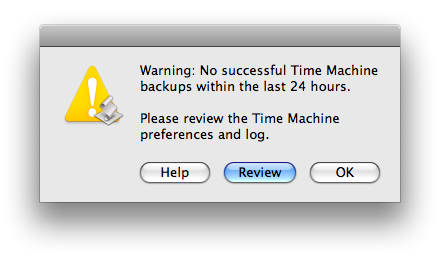 Warning: No successful Time Machine
backups within the last 24 hours.
Please review the Time Machine
preferences and log.
Help
Review
OK